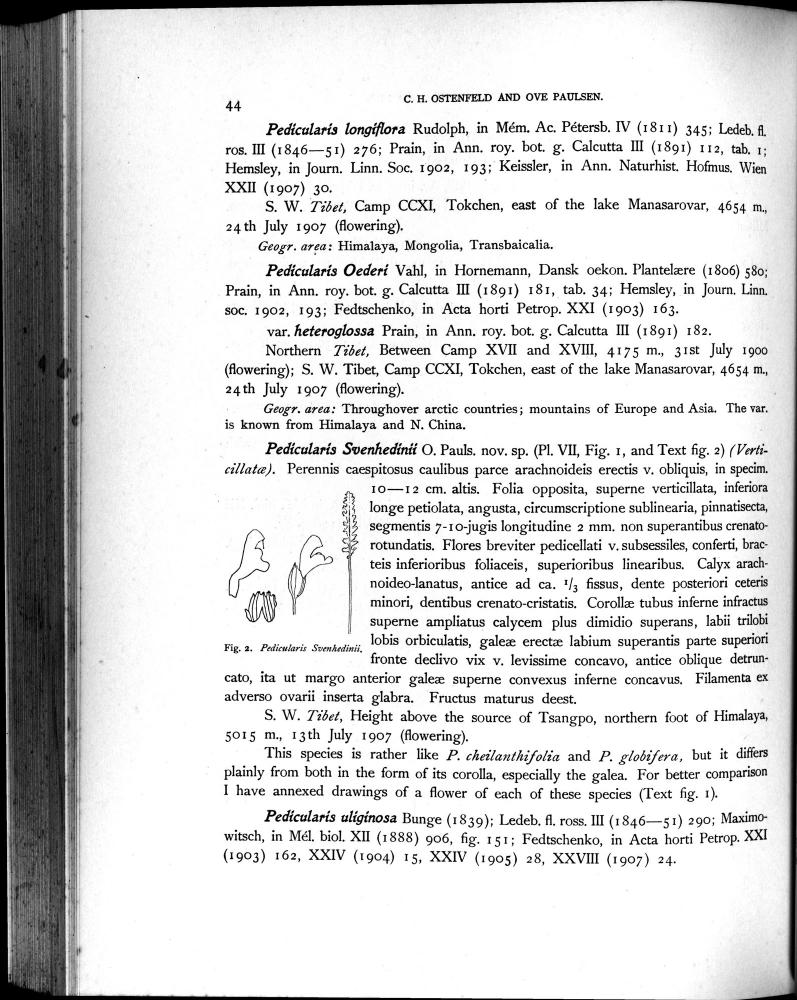 44
C. H. OSTENFELD AND OVE PAULSEN.
Pedicularis longiflora Rudolph, in Mém. Ac. Pétersb. IV (1811) 345; Ledeb. fl.
ros. III (1846—51) 276; Prain, in Ann. roy. bot. g. Calcutta III (1891) 112, tab. 1;
Hemsley, in Journ. Linn. Soc. 1902, 193; Keissler, in Ann. Naturhist. Hofmus. Wien
XXII (1907) 30.
S. W. Tibet, Camp CCXI, Tokchen, east of the lake Manasarovar, 4654 m.,
24th July 1907 (flowering).
Geogr. area: Himalaya, Mongolia, Transbaicalia.
Pedicularis Oederi Vahl, in Hornemann, Dansk oekon. Plantelære (1806) 580;
Prain, in Ann. roy. bot. g. Calcutta III (1891) 181, tab. 34; Hemsley, in Journ. Linn.
soc. 1902, 193; Fedtschenko, in Acta horti Petrop. XXI (1903) 163.
var. heteroglossa Prain, in Ann. roy. bot. g. Calcutta III (1891) 182.
Northern Tibet, Between Camp XVII and XVIII, 4175 m., 31st July 1900
(flowering); S. W. Tibet, Camp CCXI, Tokchen, east of the lake Manasarovar, 4654 m.,
24th July 1907 (flowering).
Geogr. area: Throughover arctic countries; mountains of Europe and Asia. The var.
is known from Himalaya and N. China.
Pedicularis Svenhedinii O. Pauls. nov. sp. (Pl. VII, Fig. 1, and Text fig. 2) (Verti-
cillatæ). Perennis caespitosus caulibus parce arachnoideis erectis v. obliquis, in specim.
10—12 cm. altis. Folia opposita, superne verticillata, inferiora
longe petiolata, angusta, circumscriptione sublinearia, pinnatisecta,
segmentis 7-10-jugis longitudine 2 mm. non superantibus crenato-
rotundatis. Flores breviter pedicellati v. subsessiles, conferti, brac-
teis inferioribus foliaceis, superioribus linearibus. Calyx arach-
noideo-lanatus, antice ad ca. 1/3 fissus, dente posteriori ceteris
minori, dentibus crenato-cristatis. Corollæ tubus inferne infractus
superne ampliatus calycem plus dimidio superans, labii trilobi
lobis orbiculatis, galeæ erectæ labium superantis parte superiori
fronte declivo vix v. levissime concavo, antice oblique detrun-
Fig. 2. Pedicularis Svenhedinii.
cato, ita ut margo anterior galeæ superne convexus inferne concavus. Filamenta ex
adverso ovarii inserta glabra. Fructus maturus deest.
S. W. Tibet, Height above the source of Tsangpo, northern foot of Himalaya,
5015 m., 13th July 1907 (flowering).
This species is rather like P. cheilanthifolia and P. globifera, but it differs
plainly from both in the form of its corolla, especially the galea. For better comparison
I have annexed drawings of a flower of each of these species (Text fig. 1).
Pedicularis uliginosa Bunge (1839); Ledeb. fl. ross. III (1846—51) 290; Maximo-
witsch, in Mél. biol. XII (1888) 906, fig. 151; Fedtschenko, in Acta horti Petrop. XXI
(1903) 162, XXIV (1904) 15, XXIV (1905) 28, XXVIII (1907) 24.